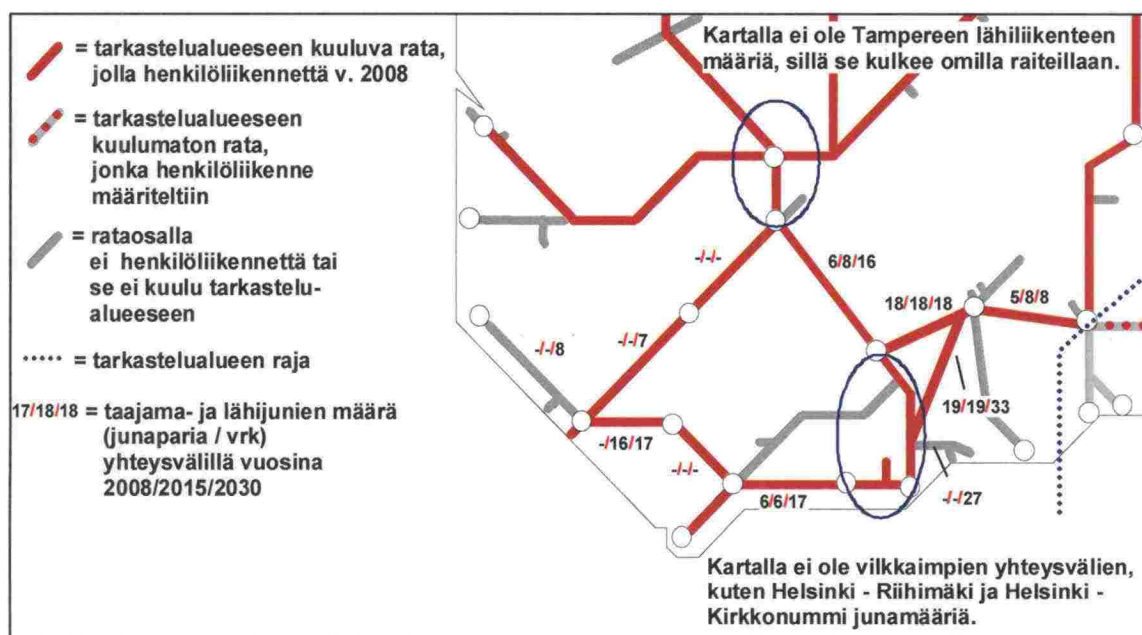 = tarkastelualueeseen kuuluva rata,
jolla henkilöliikennettä v. 2008
= tarkastelualueeseen
kuulumaton rata,
jonka henkilöliikenne
määriteltiin
= rataosalla
ei henkilöliikennettä tai
se ei kuulu tarkastelu-
alueeseen
= tarkastelualueen raja
17/18/18 = taajama- ja lähijunien määrä
(junaparia / vrk)
yhteysvälillä vuosina
2008/2015/2030
Kartalla ei ole Tampereen lähiliikenteen
määriä, sillä se kulkee omilla raiteillaan.
-/-/-
6/8/16
18/18/18
5/8/8
-/-/7
-/-/8
19/19/33
-/16/17
-/-/-
6/6/17
-/-/27
Kartalla ei ole vilkkaimpien yhteysvälien,
kuten Helsinki - Riihimäki ja Helsinki -
Kirkkonummi junamääriä.